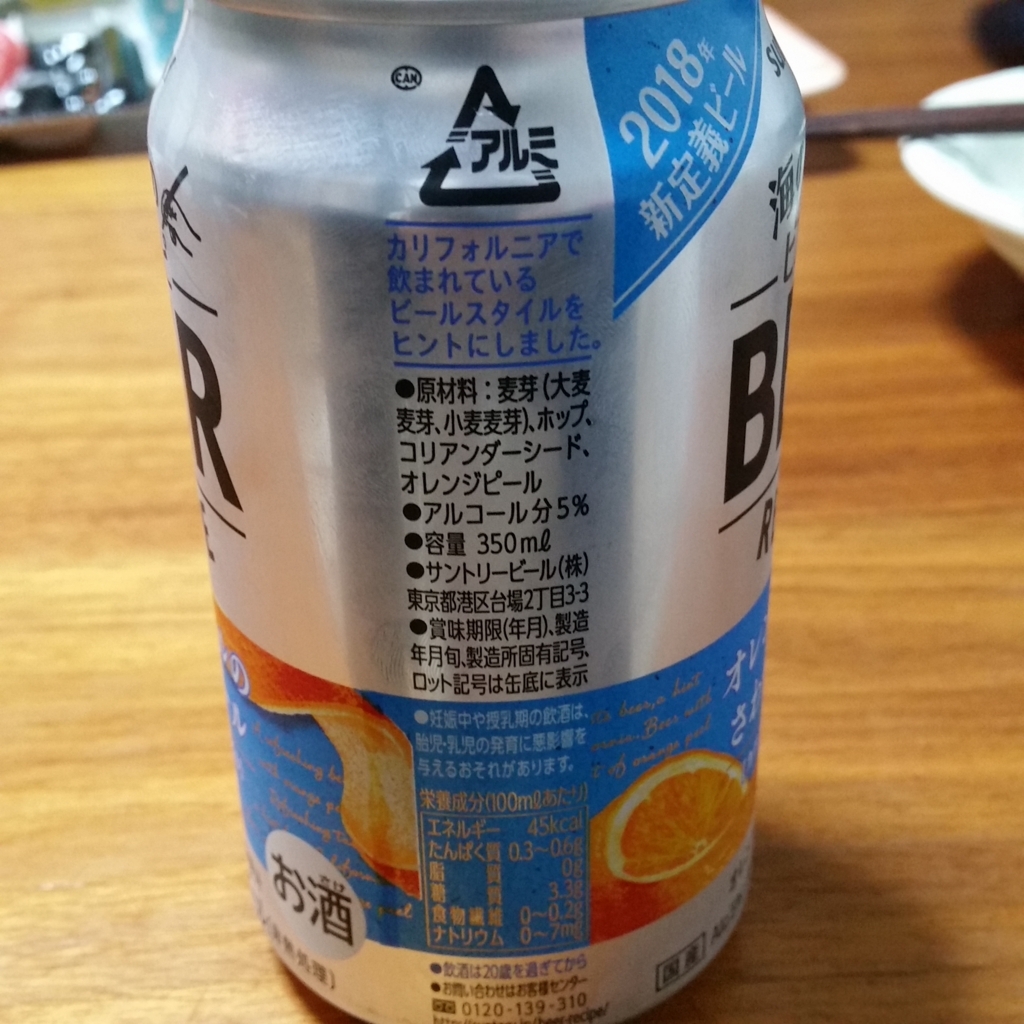 CAN
アルミ
2018年
新定義ビール
カリフォルニアで
飲まれている
ビールスタイルを
ヒントにしました。
●原材料：麦芽(大麦
麦芽、小麦麦芽)、ホップ、
コリアンダーシード、
オレンジピール
●アルコール分5%
●容量 350mℓ
●サントリービール(株)
東京都港区台場2丁目3-3
●賞味期限(年月)、製造
年月旬、製造所固有記号、
ロット記号は缶底に表示
●妊娠中や授乳期の飲酒は、
胎児・乳児の発育に悪影響を
与えるおそれがあります。
栄養成分(100mℓあたり)
エネルギー 45kcal
たんぱく質 0.3〜0.6g
脂質 0g
糖質 3.3g
食物繊維 0〜0.2g
ナトリウム 0〜7mg
●飲酒は20歳を過ぎてから
●お問い合わせはお客様センター
0120-139-310
お酒
国産